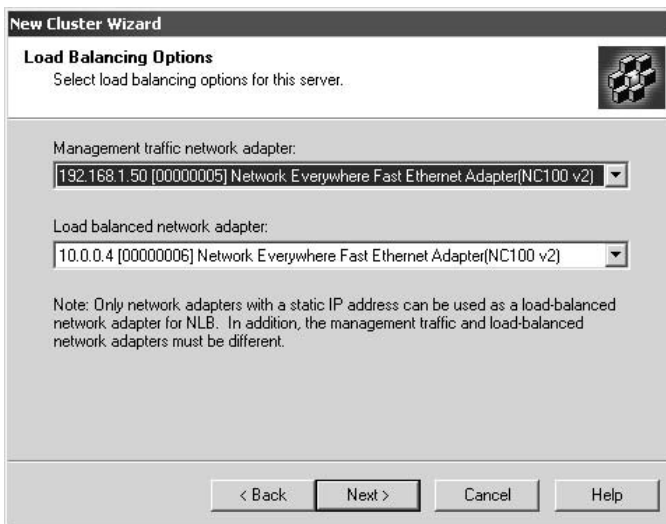 New Cluster Wizard
Load Balancing Options
Select load balancing options for this server.
Management traffic network adapter:
192.168.1.50 [00000005] Network Everywhere Fast Ethernet Adapter(NC100 v2)
Load balanced network adapter:
10.0.0.4 [00000006] Network Everywhere Fast Ethernet Adapter(NC100 v2)
Note: Only network adapters with a static IP address can be used as a load-balanced
network adapter for NLB. In addition, the management traffic and load-balanced
network adapters must be different.
< Back Next > Cancel Help